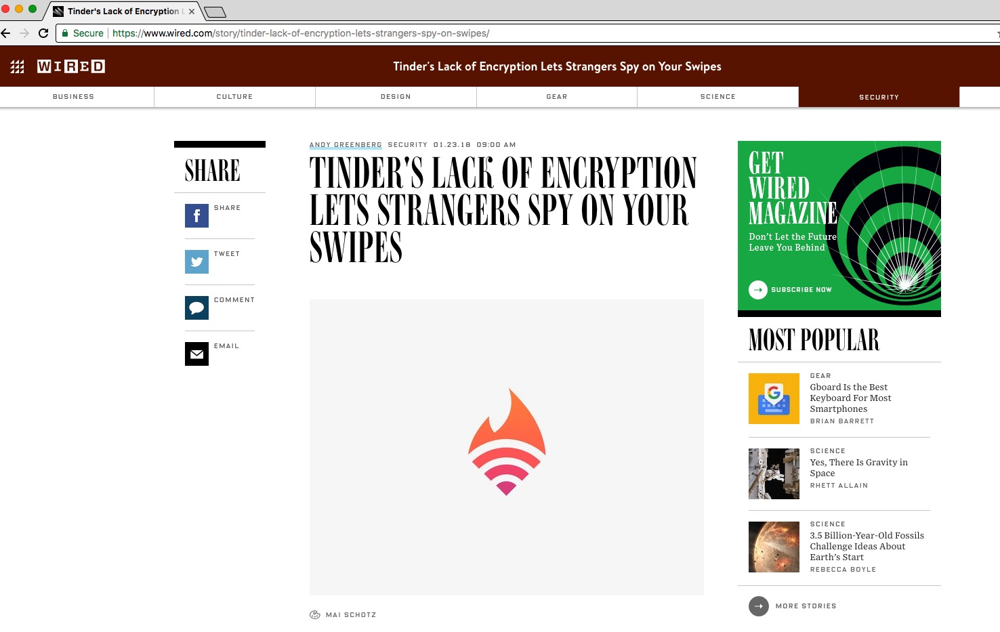 Tinder's Lack of Encryption L
Secure https://www.wired.com/story/tinder-lack-of-encryption-lets-strangers-spy-on-swipes/
WIRED
Tinder's Lack of Encryption Lets Strangers Spy on Your Swipes
BUSINESS
CULTURE
DESIGN
GEAR
SCIENCE
SECURITY
SHARE
SHARE
TWEET
COMMENT
EMAIL
ANDY GREENBERG SECURITY 01.23.18 09:00 AM
TINDER'S LACK OF ENCRYPTION
LETS STRANGERS SPY ON YOUR
SWIPES
MAI SCHOTZ
GET
WIRED
MAGAZINE
Don't Let the Future
Leave You Behind
SUBSCRIBE NOW
MOST POPULAR
GEAR
Gboard Is the Best
Keyboard For Most
Smartphones
BRIAN BARRETT
SCIENCE
Yes, There Is Gravity in
Space
RHETT ALLAIN
SCIENCE
3.5 Billion-Year-Old Fossils
Challenge Ideas About
Earth's Start
REBECCA BOYLE
MORE STORIES